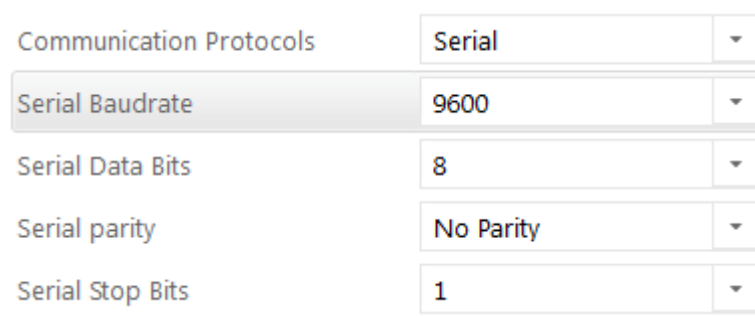 Communication Protocols Serial
Serial Baudrate 9600
Serial Data Bits 8
Serial parity No Parity
Serial Stop Bits 1